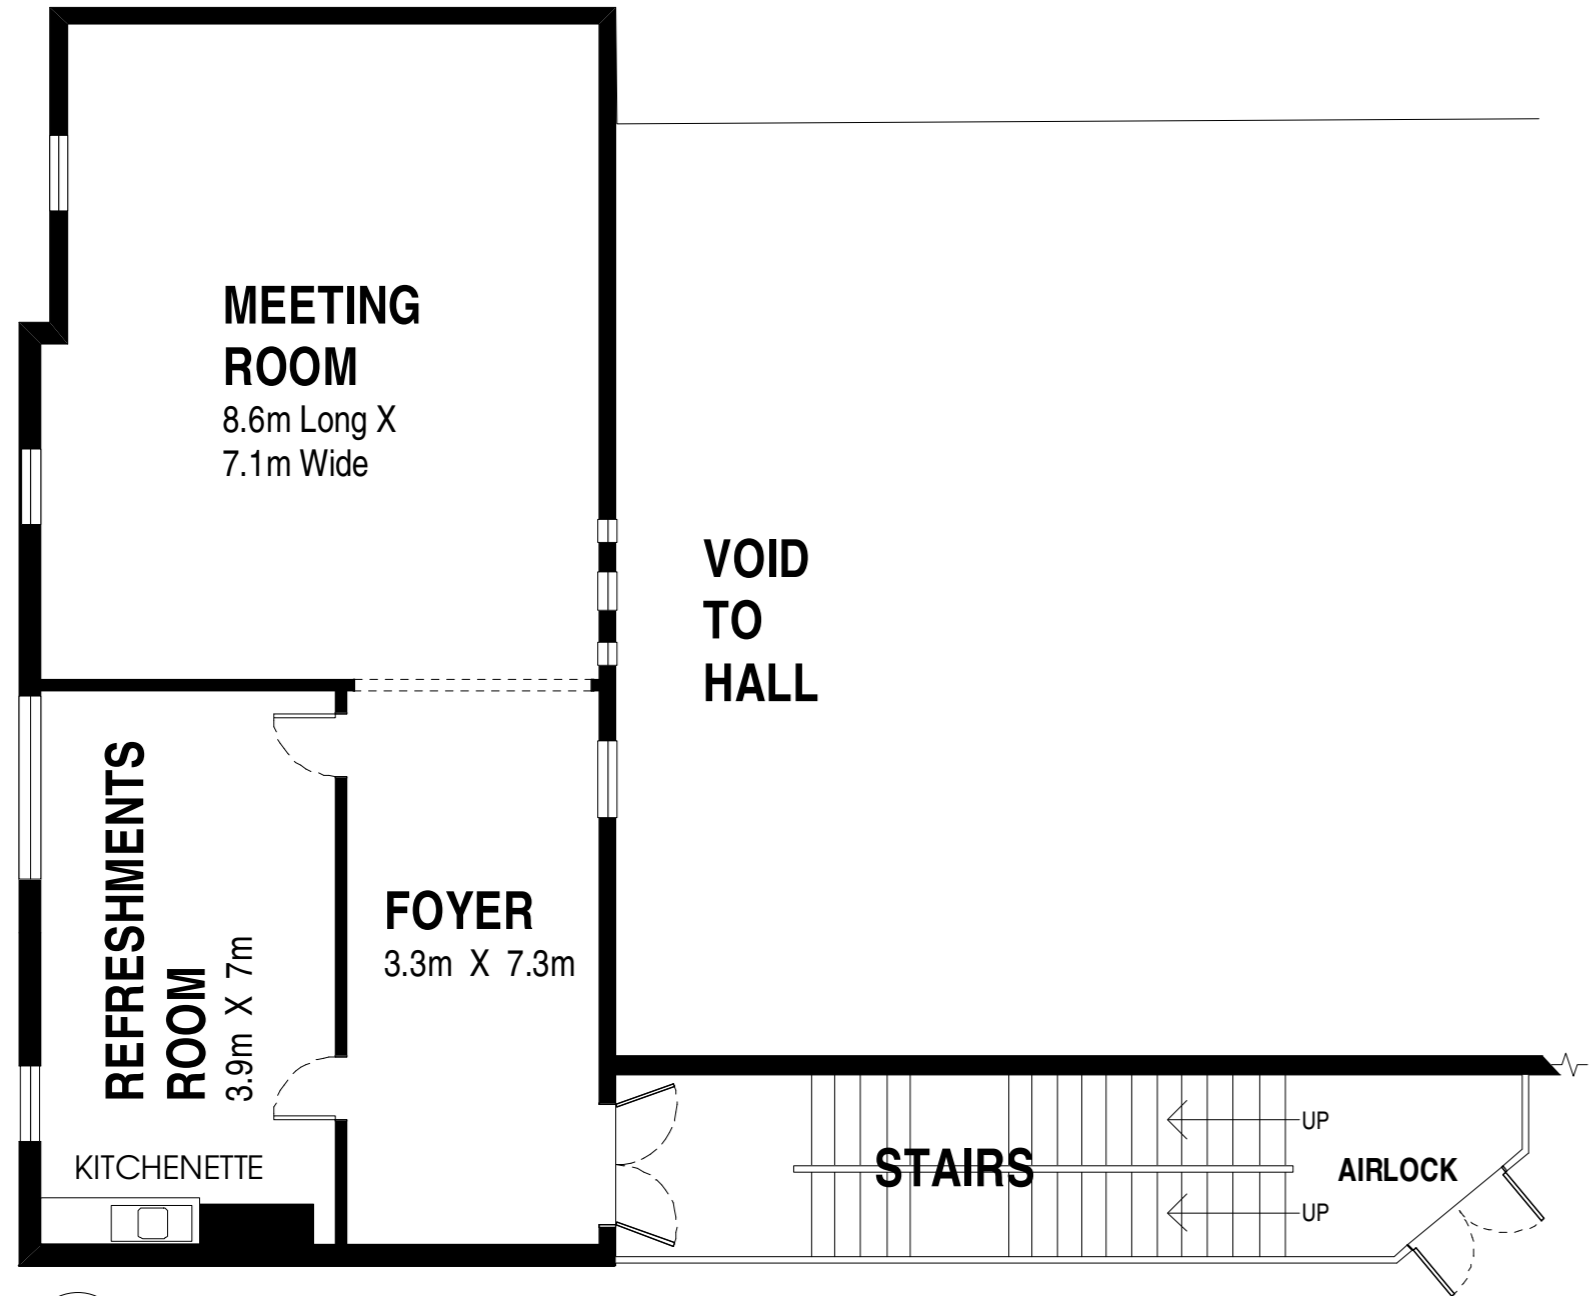 MEETING
ROOM
8.6m Long X
7.1m Wide
VOID
TO
HALL
REFRESHMENTS
ROOM
3.9m X 7m
FOYER
3.3m X 7.3m
KITCHENETTE
STAIRS
UP
UP
AIRLOCK